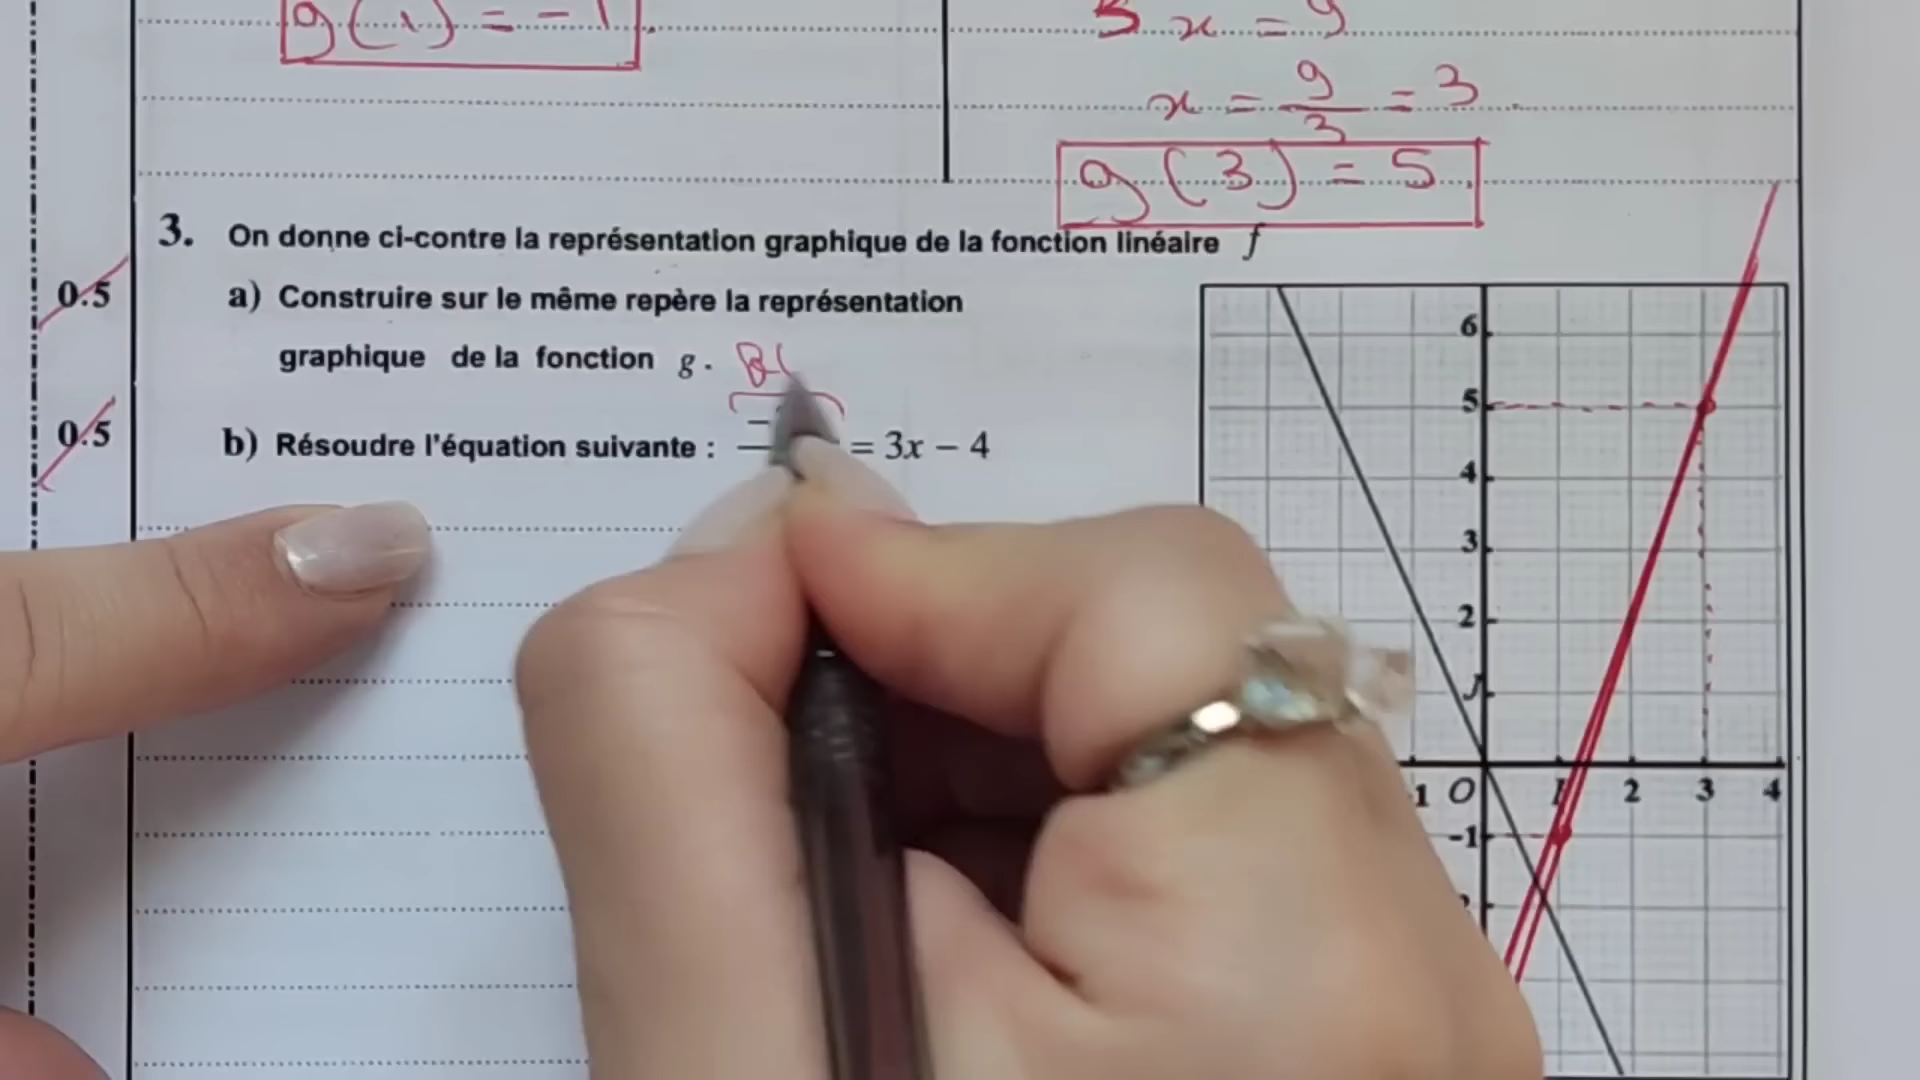 g(1) = -1.
3x = 9
x = 9/3 = 3.
g(3) = 5.
3. On donne ci-contre la représentation graphique de la fonction linéaire f
0.5 a) Construire sur le même repère la représentation
graphique de la fonction g.
0.5 b) Résoudre l'équation suivante : = 3x − 4
6
5
4
3
2
J
1 O I 2 3 4
-1